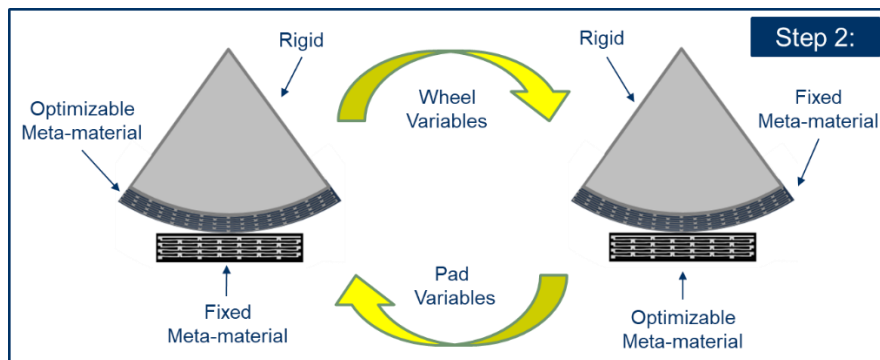 Step 2:
Rigid
Optimizable
Meta-material
Wheel
Variables
Rigid
Fixed
Meta-material
Fixed
Meta-material
Pad
Variables
Optimizable
Meta-material